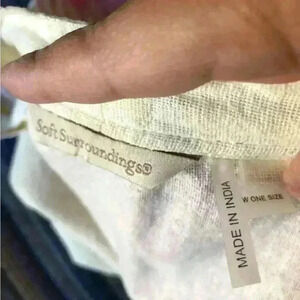 Soft Surroundings®
MADE IN INDIA
W ONE SIZE